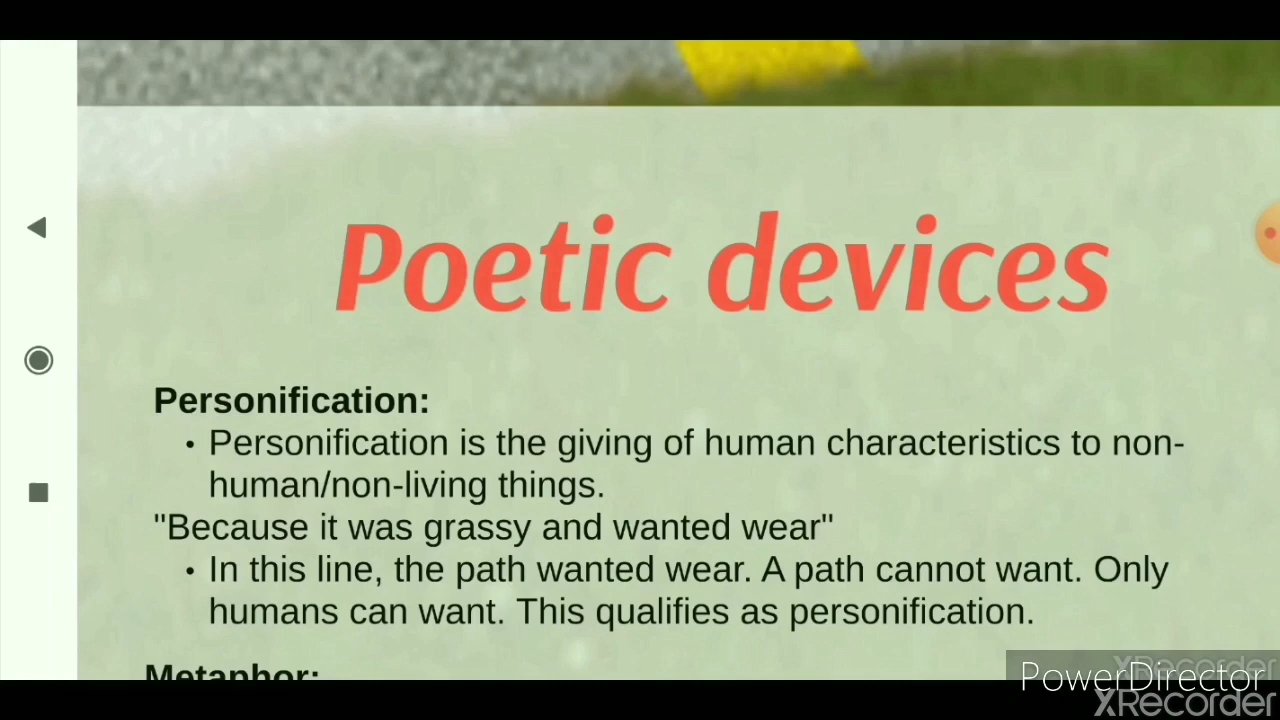 Poetic devices
Personification:
• Personification is the giving of human characteristics to non-
human/non-living things.
"Because it was grassy and wanted wear"
• In this line, the path wanted wear. A path cannot want. Only
humans can want. This qualifies as personification.
Metaphor:
XRecorder
PowerDirector
XRecorder